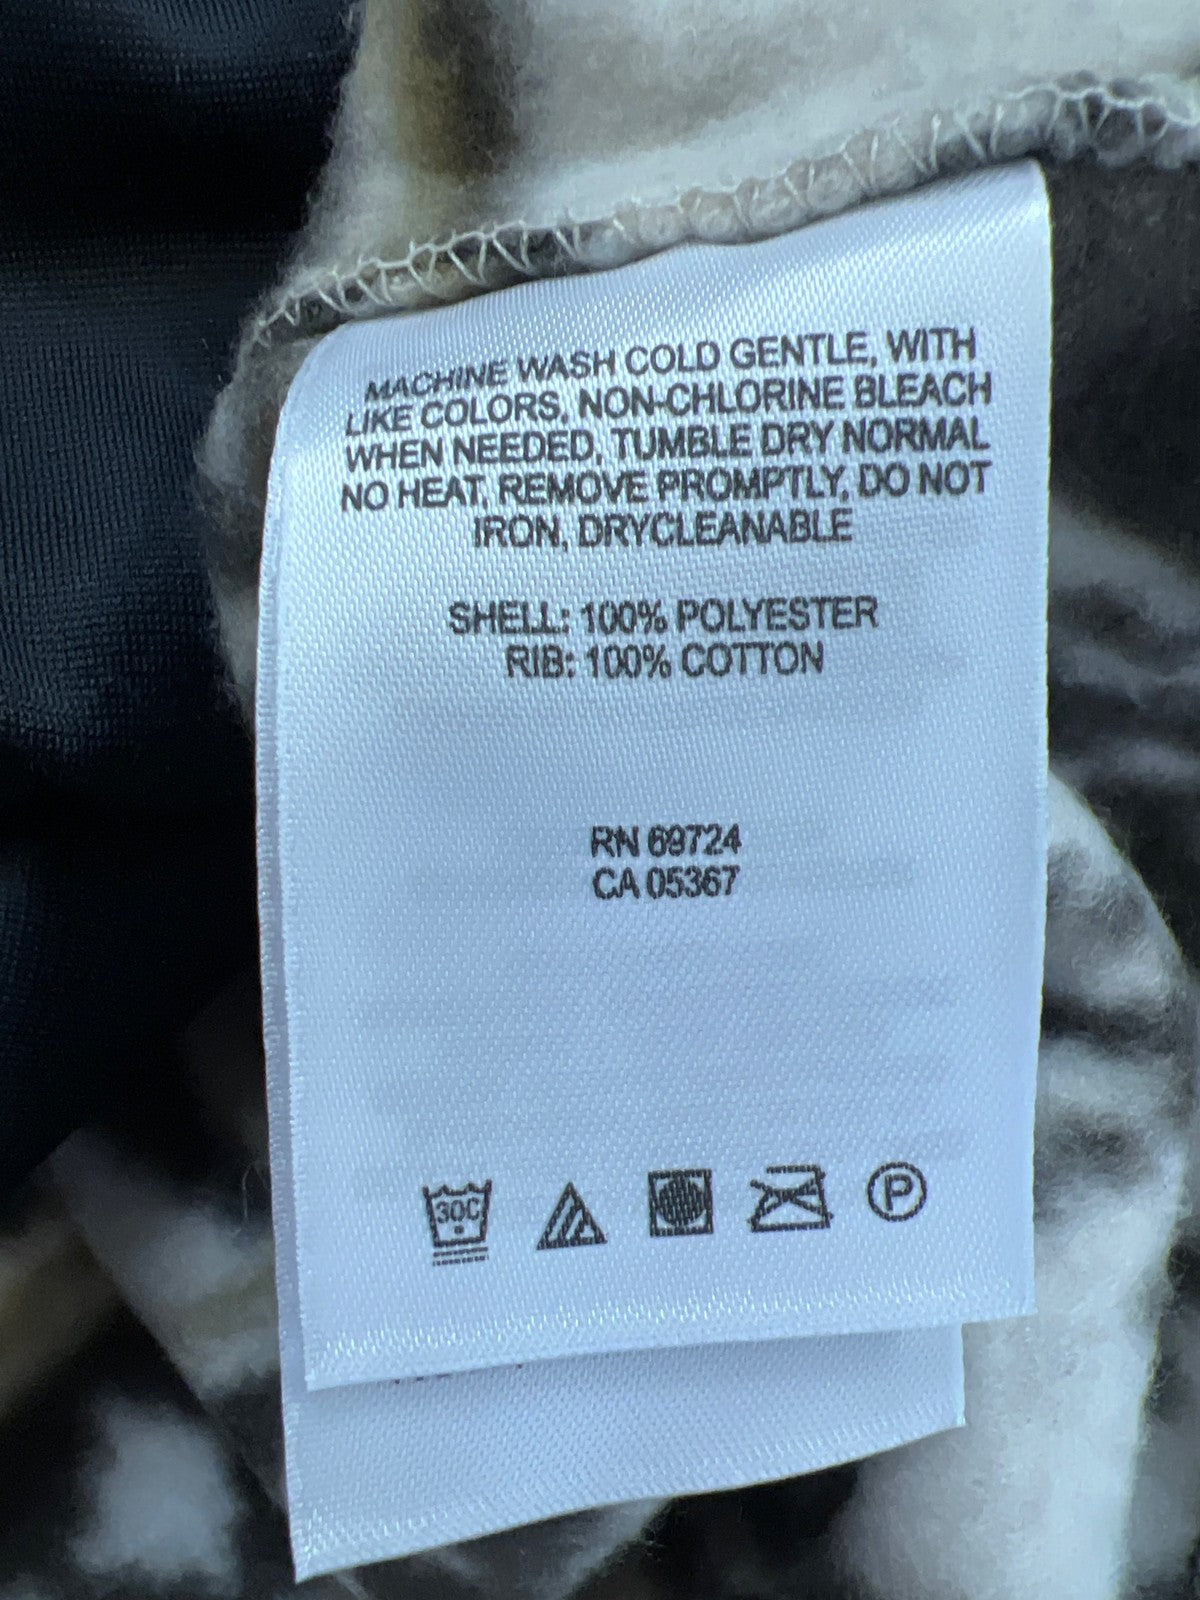 MACHINE WASH COLD GENTLE, WITH
LIKE COLORS, NON-CHLORINE BLEACH
WHEN NEEDED, TUMBLE DRY NORMAL
NO HEAT, REMOVE PROMPTLY, DO NOT
IRON, DRYCLEANABLE
SHELL: 100% POLYESTER
RIB: 100% COTTON
RN 69724
CA 05367
30C P